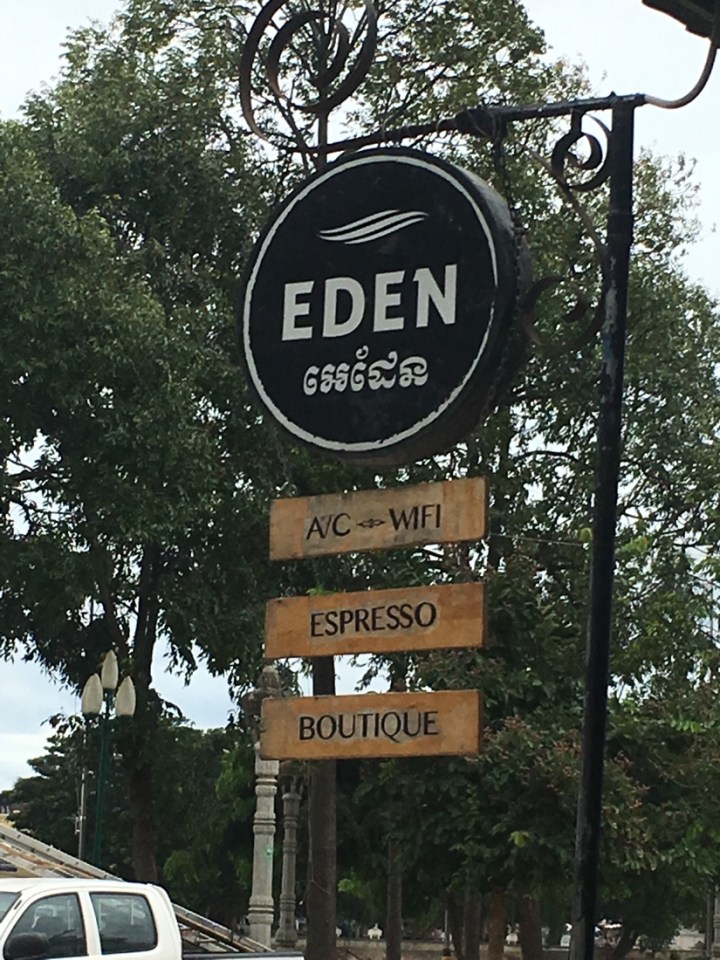 EDEN
អេដែន
A/C WIFI
ESPRESSO
BOUTIQUE